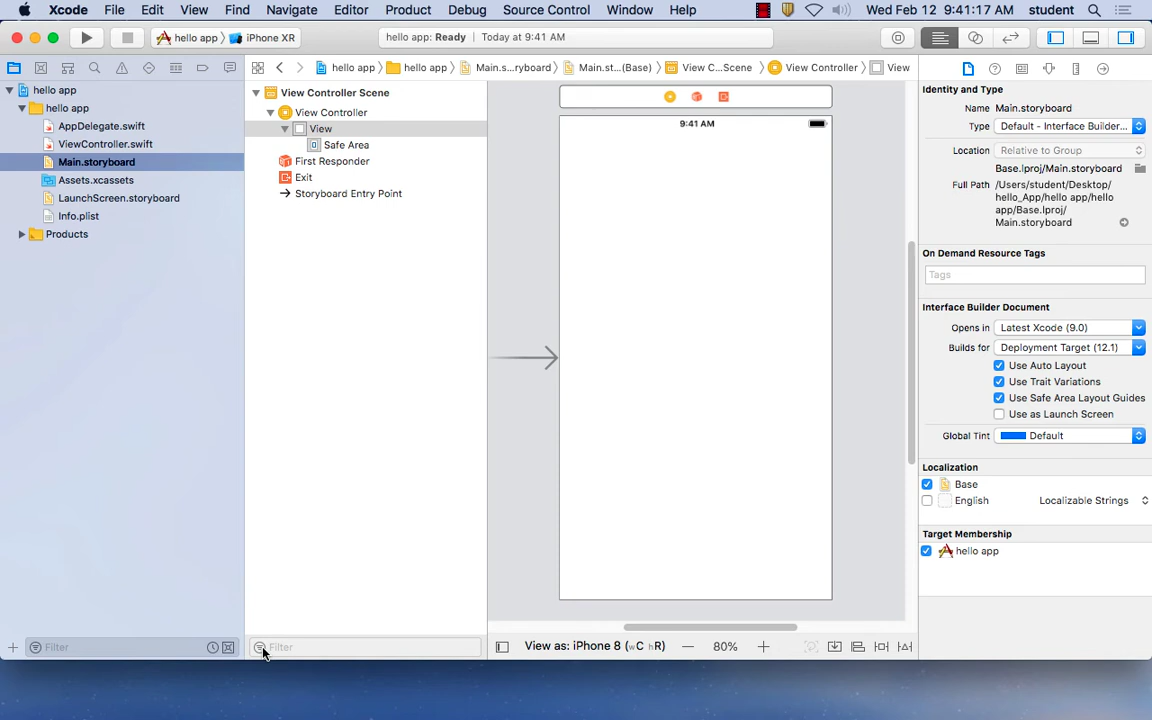 Xcode File Edit View Find Navigate Editor Product Debug Source Control Window Help Wed Feb 12 9:41:17 AM student
hello app iPhone XR hello app: Ready Today at 9:41 AM
hello app hello app Main.s...ryboard Main.st...(Base) View C...Scene View Controller View
hello app
hello app
AppDelegate.swift
ViewController.swift
Main.storyboard
Assets.xcassets
LaunchScreen.storyboard
Info.plist
Products
Filter
View Controller Scene
View Controller
View
Safe Area
First Responder
Exit
Storyboard Entry Point
Filter
9:41 AM
View as: iPhone 8 (wC hR) 80%
Identity and Type
Name Main.storyboard
Type Default - Interface Builder...
Location Relative to Group
Base.lproj/Main.storyboard
Full Path /Users/student/Desktop/
hello_App/hello app/hello
app/Base.lproj/
Main.storyboard
On Demand Resource Tags
Tags
Interface Builder Document
Opens in Latest Xcode (9.0)
Builds for Deployment Target (12.1)
Use Auto Layout
Use Trait Variations
Use Safe Area Layout Guides
Use as Launch Screen
Global Tint Default
Localization
Base
English Localizable Strings
Target Membership
hello app